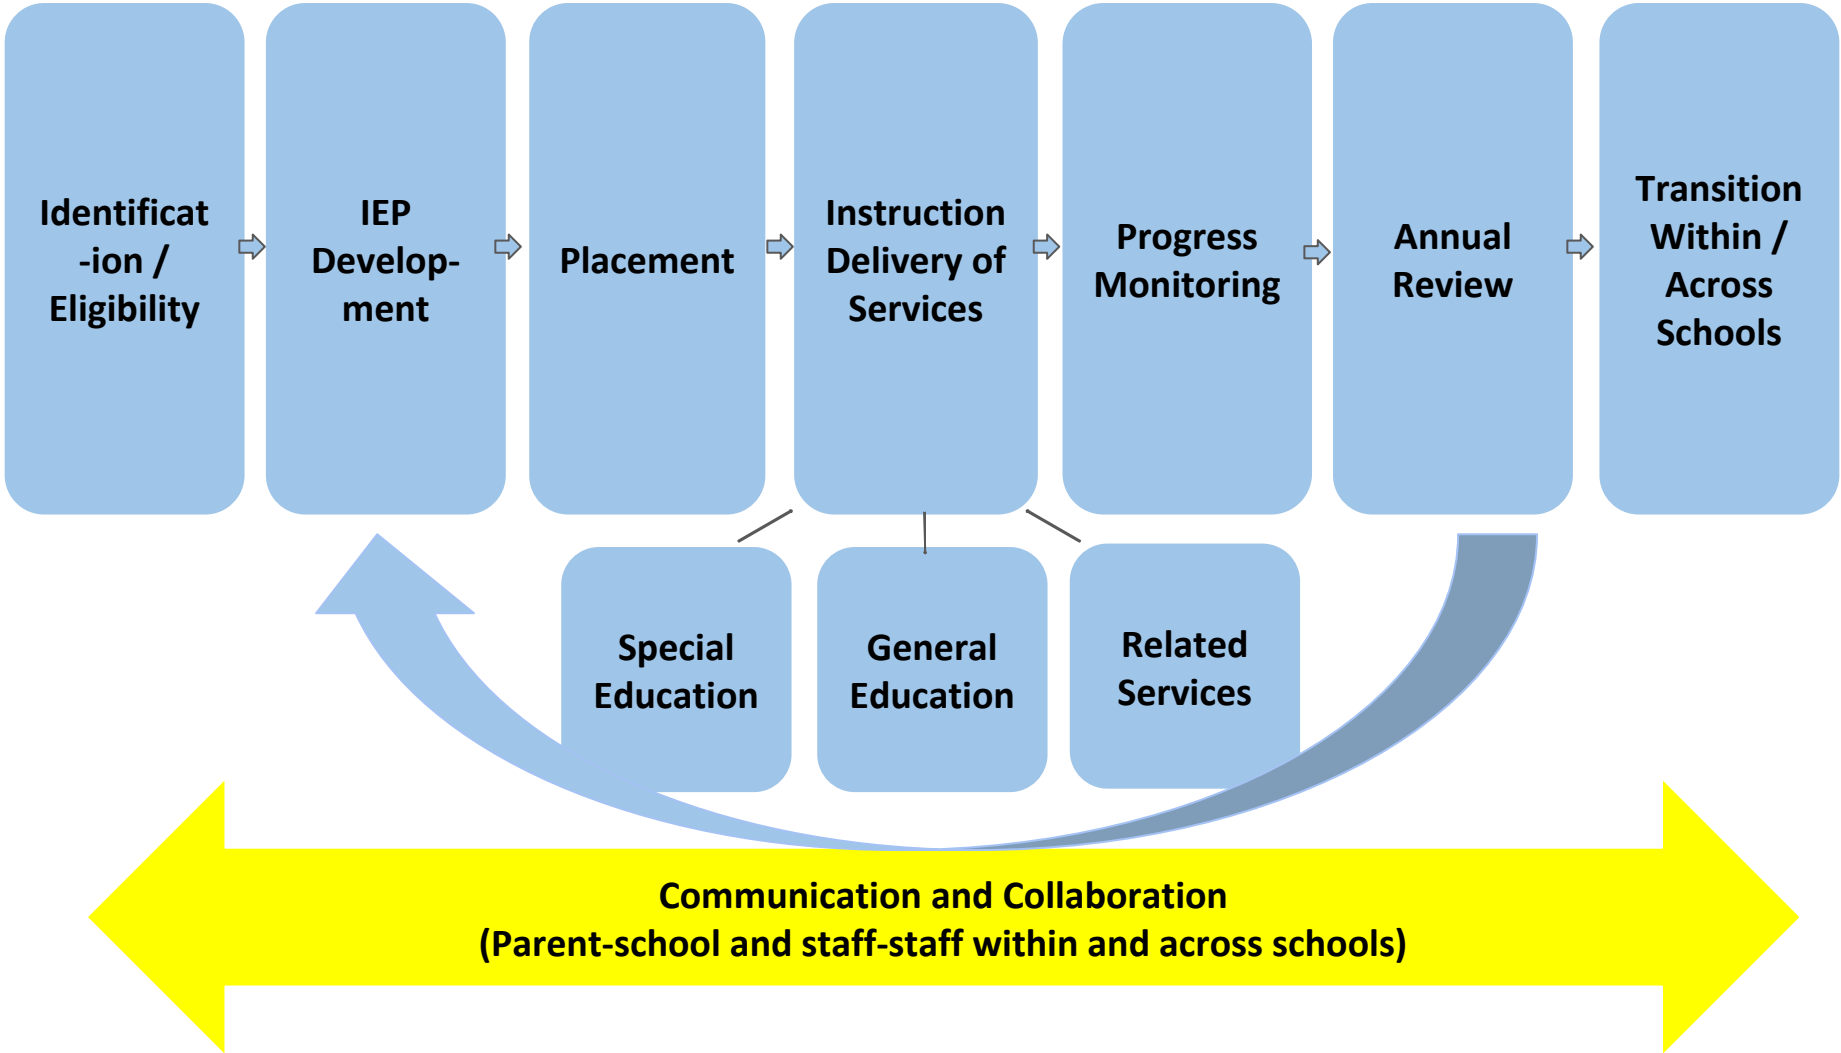 Identificat
-ion /
Eligibility
IEP
Develop-
ment
Placement
Instruction
Delivery of
Services
Progress
Monitoring
Annual
Review
Transition
Within /
Across
Schools
Special
Education
General
Education
Related
Services
Communication and Collaboration
(Parent-school and staff-staff within and across schools)